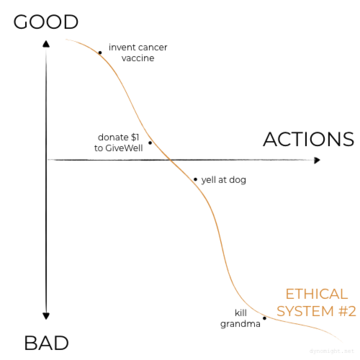 GOOD
invent cancer
vaccine
donate $1
to GiveWell
ACTIONS
yell at dog
ETHICAL
SYSTEM #2
kill
grandma
BAD